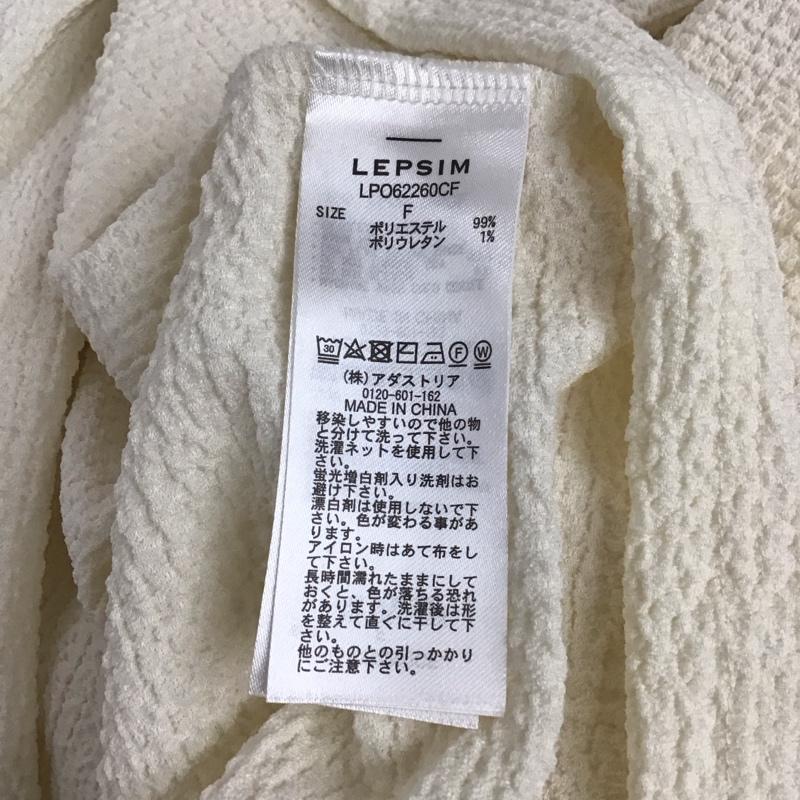 LEPSIM
LPO62260CF
SIZE F
ポリエステル 99%
ポリウレタン 1%
30 F W
(株)アダストリア
0120-601-162
MADE IN CHINA
移染しやすいので他の物
と分けて洗って下さい。
洗濯ネットを使用して下
さい。
蛍光増白剤入り洗剤はお
避け下さい。
漂白剤は使用しないで下
さい。色が変わる事があ
ります。
アイロン時はあて布をし
て下さい。
長時間濡れたままにして
おくと、色が落ちる恐れ
があります。洗濯後は形
を整えて直ぐに干して下
さい。
他のものとの引っかかり
にご注意下さい。